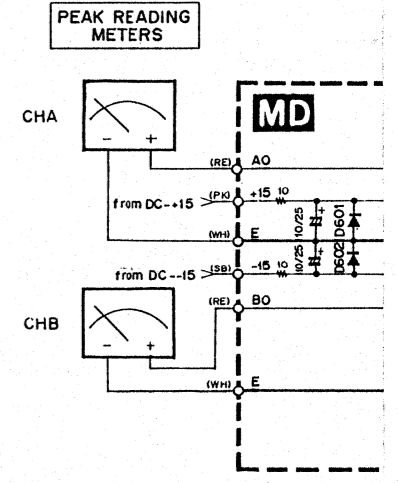 PEAK READING
METERS
CHA
- +
MD
(RE) AO
from DC-+15 (PK) +15 10
10/25 + D601
(WH) E
10/25 + D602
from DC--15 (SB) -15 10
(RE) BO
CHB
- +
(WH) E